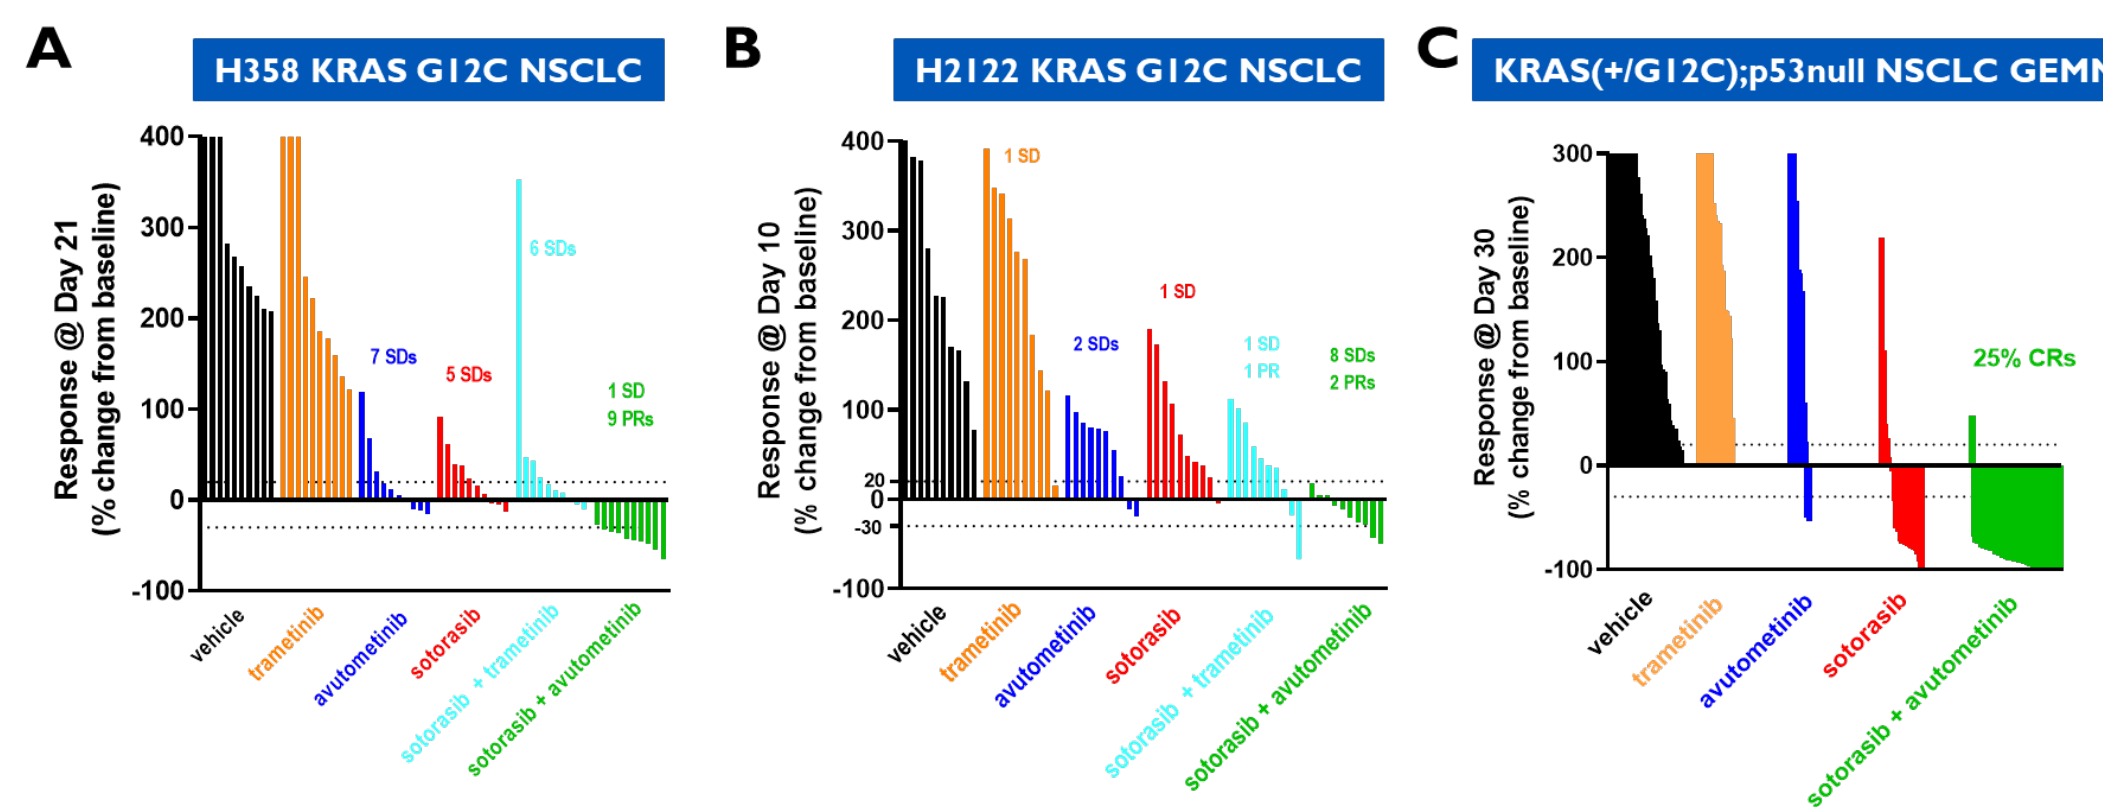 A
H358 KRAS G12C NSCLC
Response @ Day 21
(% change from baseline)
400
300
200
100
0
-100
7 SDs
5 SDs
6 SDs
1 SD
9 PRs
vehicle
trametinib
avutometinib
sotorasib
sotorasib + trametinib
sotorasib + avutometinib
B
H2122 KRAS G12C NSCLC
Response @ Day 10
(% change from baseline)
400
300
200
100
20
0
-30
-100
1 SD
2 SDs
1 SD
1 SD
1 PR
8 SDs
2 PRs
vehicle
trametinib
avutometinib
sotorasib
sotorasib + trametinib
sotorasib + avutometinib
C
KRAS(+/G12C);p53null NSCLC GEMM
Response @ Day 30
(% change from baseline)
300
200
100
0
-100
25% CRs
vehicle
trametinib
avutometinib
sotorasib
sotorasib + avutometinib